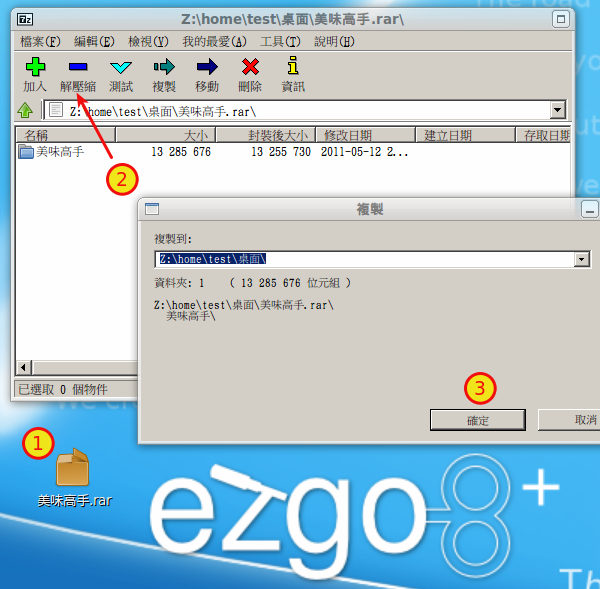 The road
7z Z:\home\test\桌面\美味高手.rar\
檔案(F) 編輯(E) 檢視(V) 我的最愛(A) 工具(T) 說明(H)
加入 解壓縮 測試 複製 移動 刪除 資訊
Z:\home\test\桌面\美味高手.rar\
名稱 大小 封裝後大小 修改日期 建立日期 存取日期
美味高手 13 285 676 13 255 730 2011-05-12 2...
2
複製
複製到:
Z:\home\test\桌面\
資料夾: 1 ( 13 285 676 位元組 )
Z:\home\test\桌面\美味高手.rar\
美味高手\
已選取 0 個物件
3
確定 取消
1
美味高手.rar
ezgo8+
Th